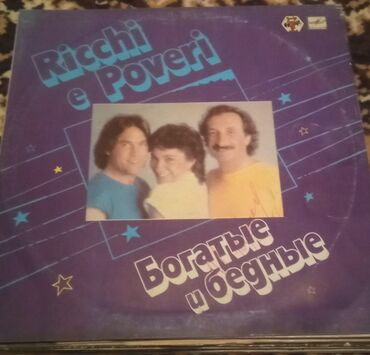 Ricchi
e Poveri
Богатые
и бедные